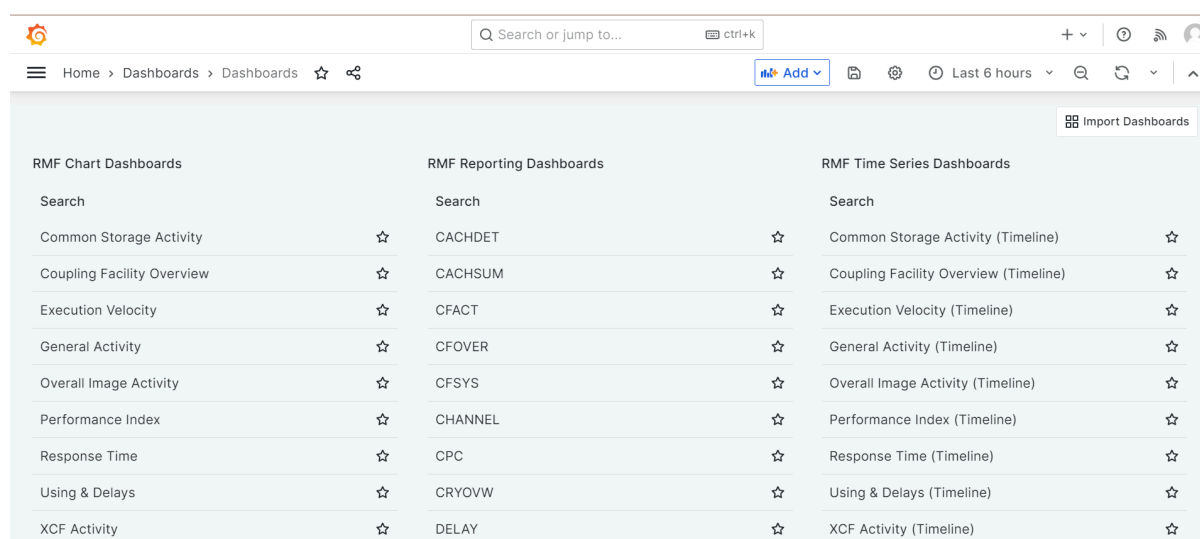 Search or jump to... ctrl+k
Home › Dashboards › Dashboards
Add
Last 6 hours
Import Dashboards
RMF Chart Dashboards
Search
Common Storage Activity
Coupling Facility Overview
Execution Velocity
General Activity
Overall Image Activity
Performance Index
Response Time
Using & Delays
XCF Activity
RMF Reporting Dashboards
Search
CACHDET
CACHSUM
CFACT
CFOVER
CFSYS
CHANNEL
CPC
CRYOVW
DELAY
RMF Time Series Dashboards
Search
Common Storage Activity (Timeline)
Coupling Facility Overview (Timeline)
Execution Velocity (Timeline)
General Activity (Timeline)
Overall Image Activity (Timeline)
Performance Index (Timeline)
Response Time (Timeline)
Using & Delays (Timeline)
XCF Activity (Timeline)